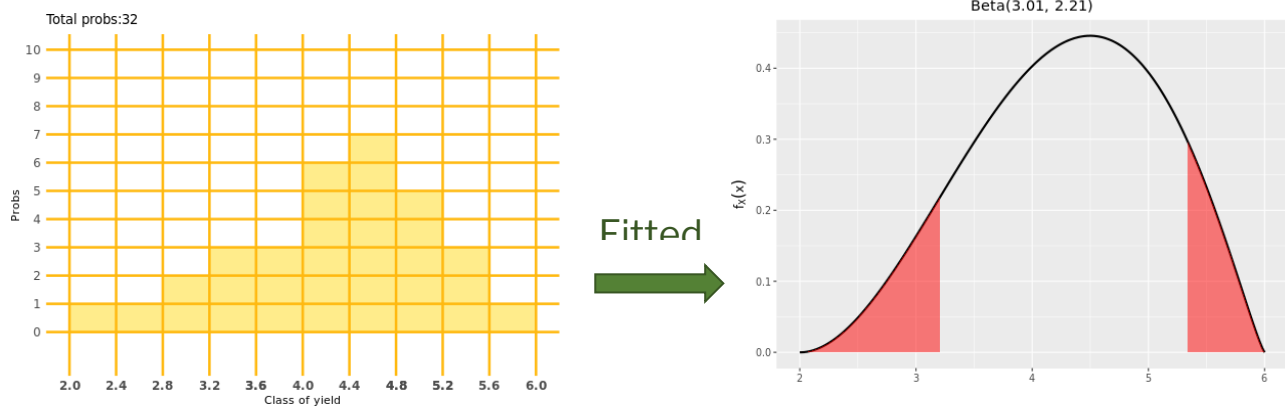 Total probs:32
10
9
8
7
6
5
4
3
2
1
0
Probs
2.0 2.4 2.8 3.2 3.6 4.0 4.4 4.8 5.2 5.6 6.0
Class of yield
Fitted
Beta(3.01, 2.21)
0.4
0.3
0.2
0.1
0.0
fX(x)
2 3 4 5 6